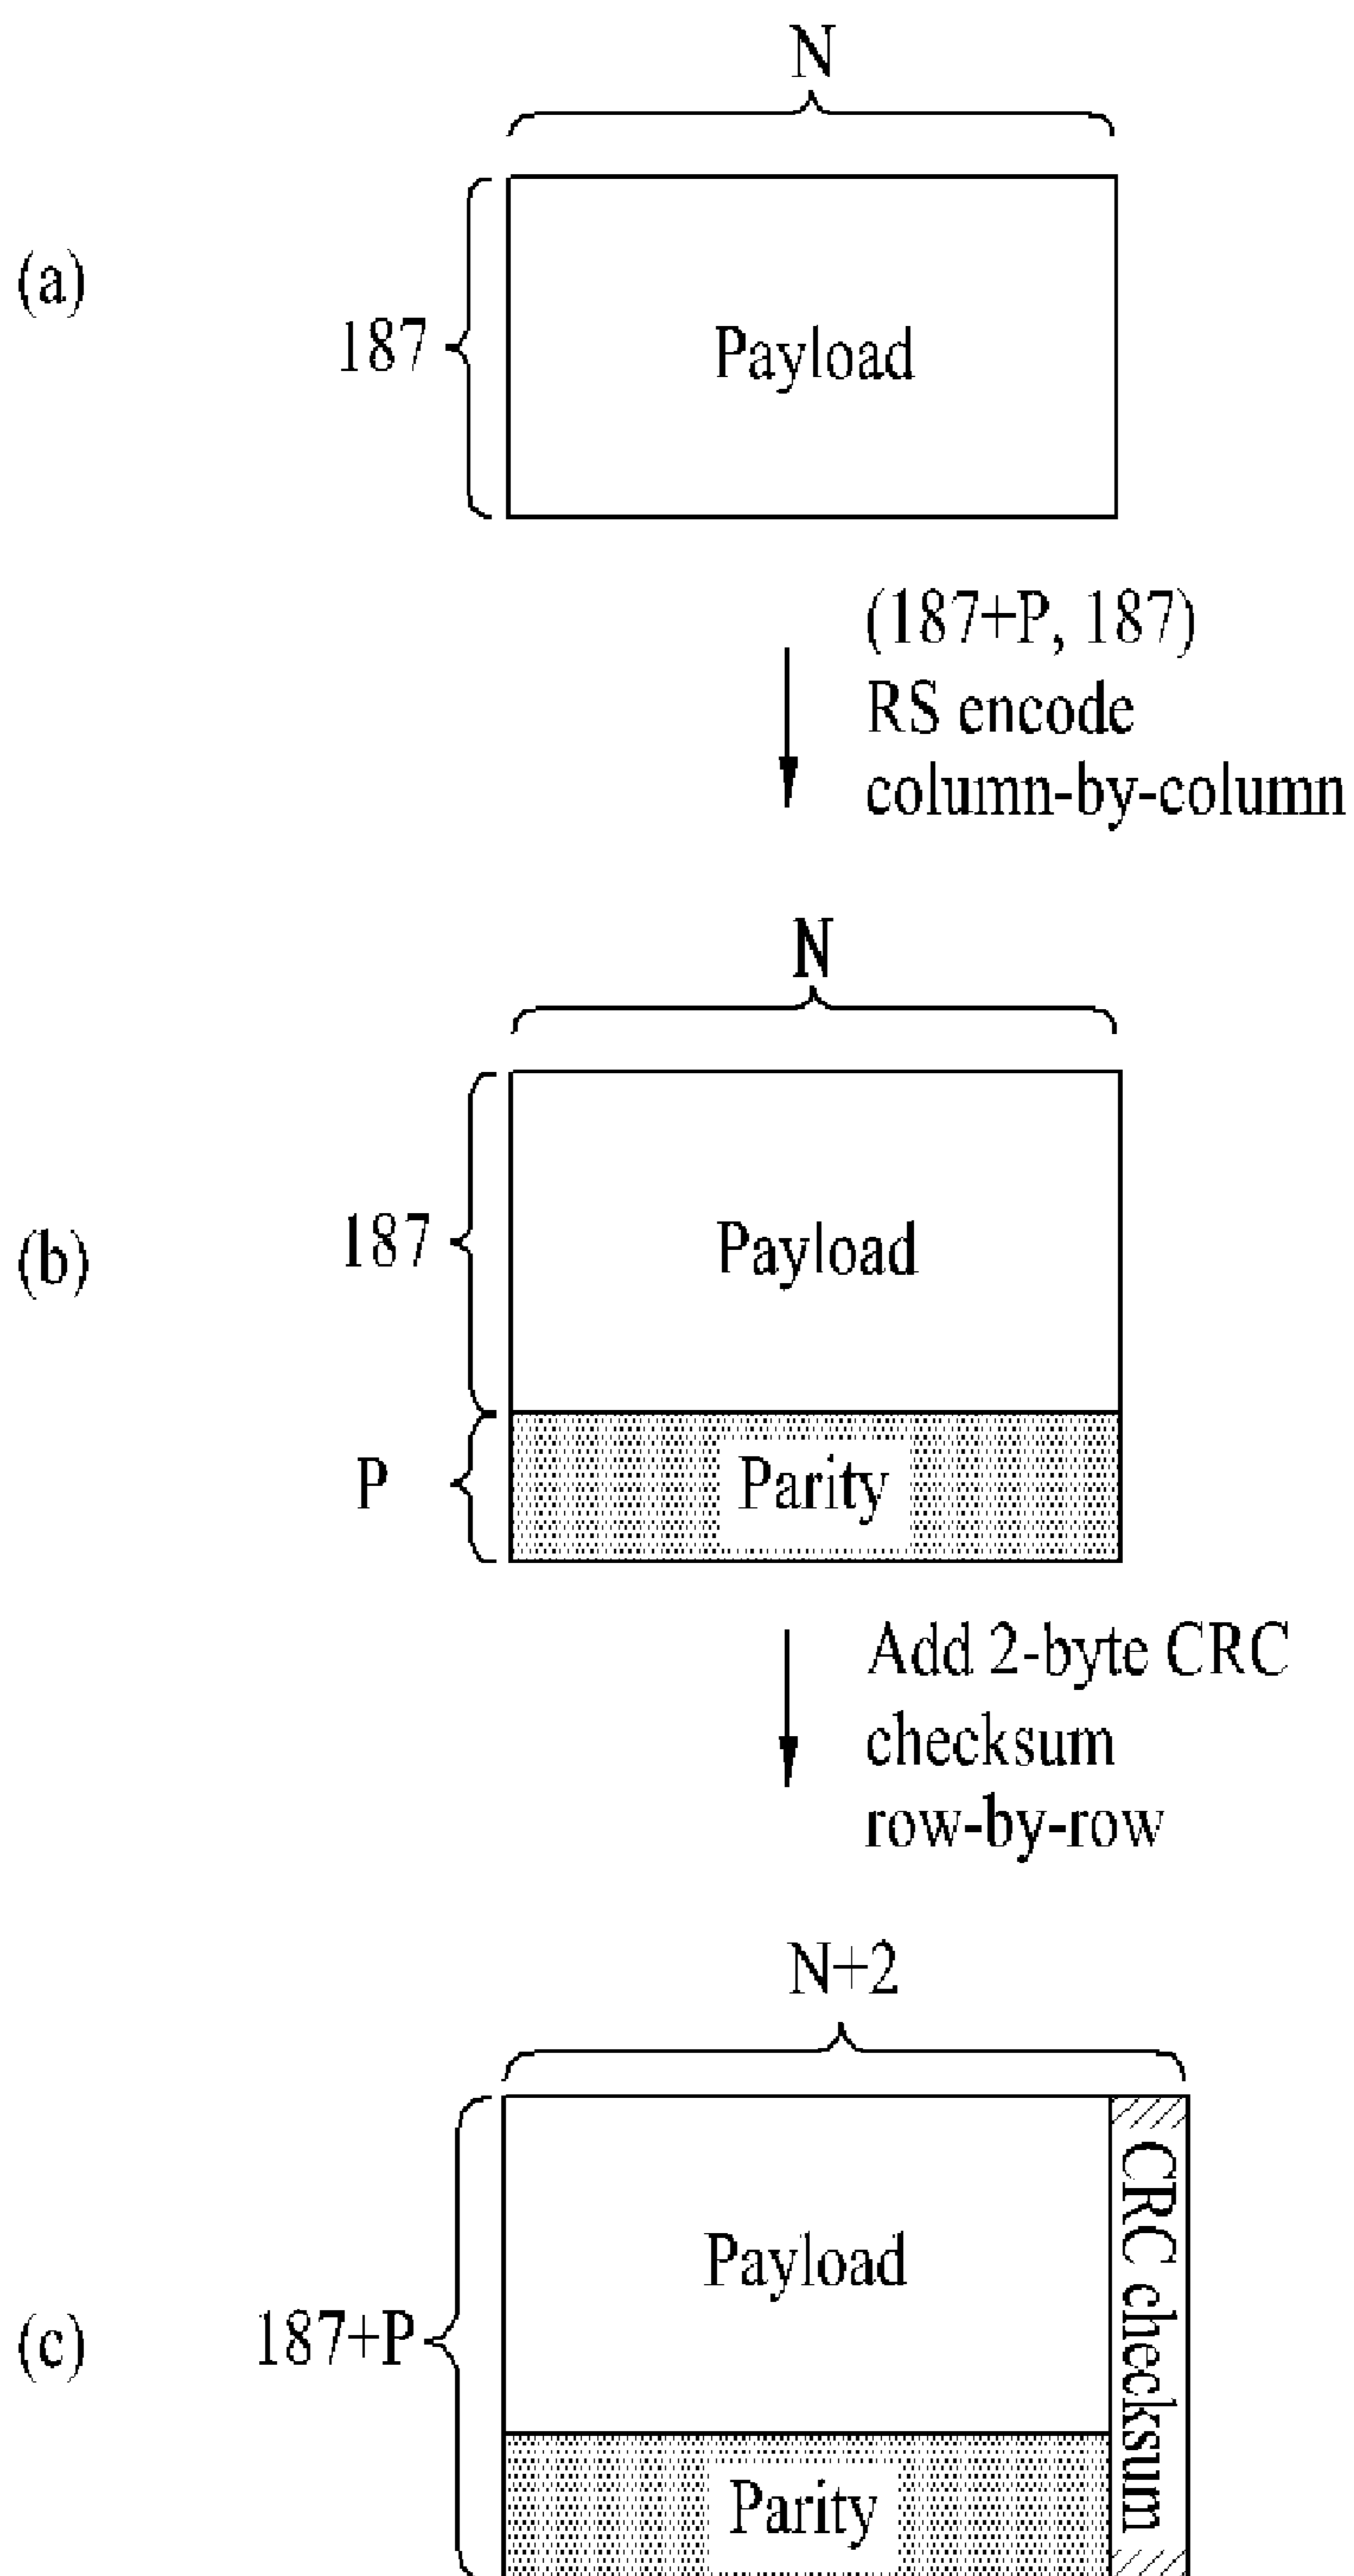 N
(a)
187
Payload
(187+P, 187)
RS encode
column-by-column
N
187
Payload
(b)
P
Parity
Add 2-byte CRC
checksum
row-by-row
N+2
Payload
CRC checksum
(c)
187+P
Parity